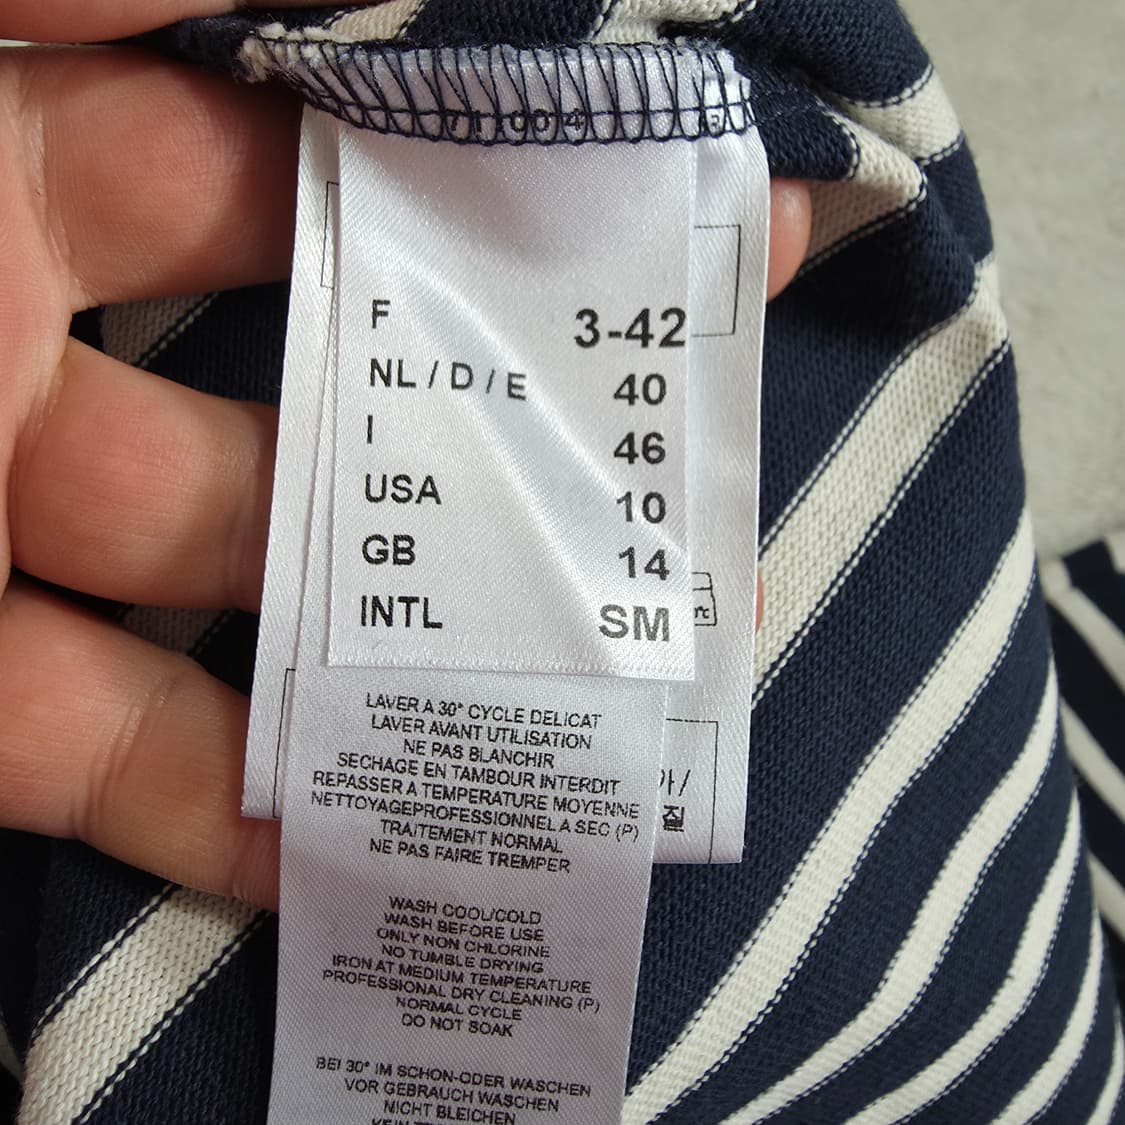 71.00 4
F 3-42
NL / D / E 40
I 46
USA 10
GB 14
INTL SM
LAVER A 30° CYCLE DELICAT
LAVER AVANT UTILISATION
NE PAS BLANCHIR
SECHAGE EN TAMBOUR INTERDIT
REPASSER A TEMPERATURE MOYENNE
NETTOYAGEPROFESSIONNEL A SEC (P)
TRAITEMENT NORMAL
NE PAS FAIRE TREMPER
WASH COOL/COLD
WASH BEFORE USE
ONLY NON CHLORINE
NO TUMBLE DRYING
IRON AT MEDIUM TEMPERATURE
PROFESSIONAL DRY CLEANING (P)
NORMAL CYCLE
DO NOT SOAK
BEI 30° IM SCHON-ODER WASCHEN
VOR GEBRAUCH WASCHEN
NICHT BLEICHEN